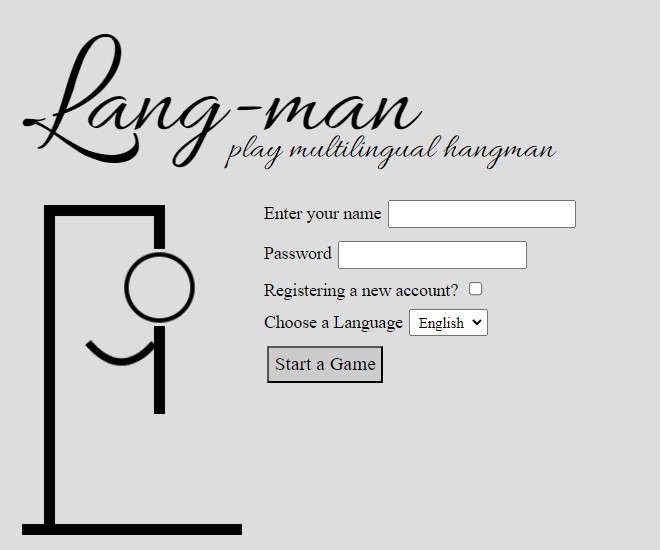 Lang-man
play multilingual hangman
Enter your name
Password
Registering a new account?
Choose a Language English
Start a Game